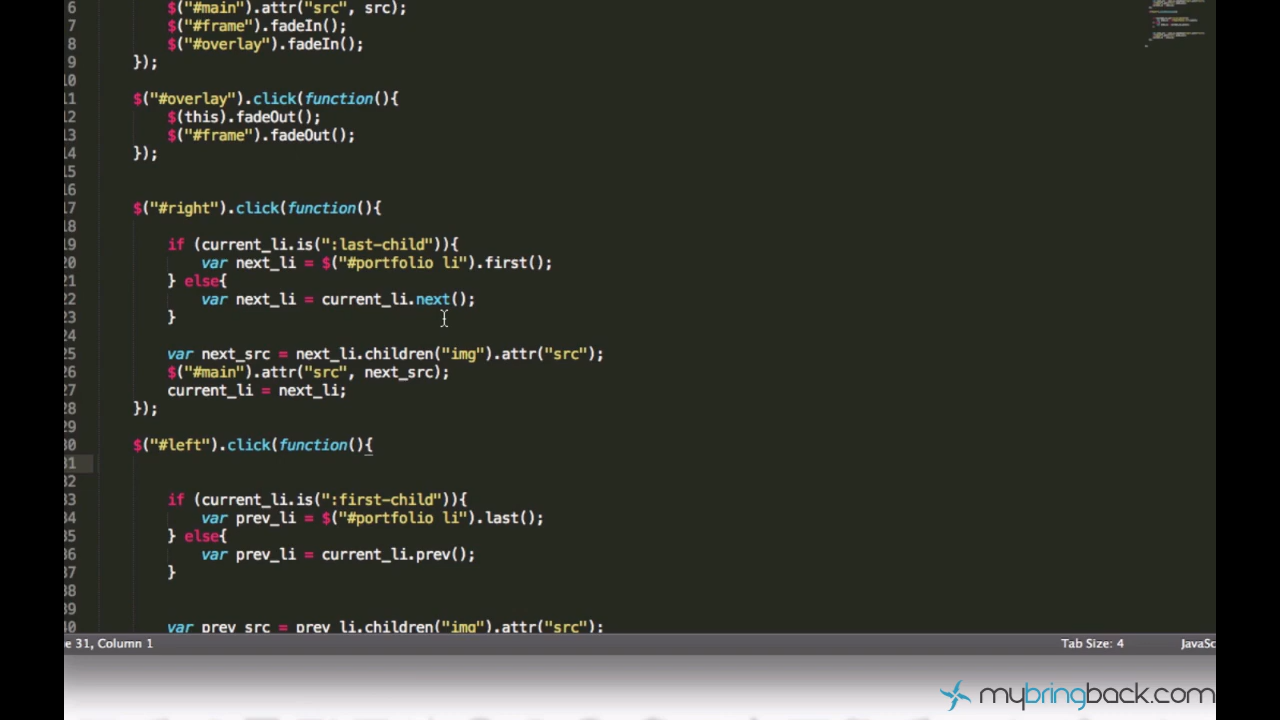 6 $("#main").attr("src", src);
7 $("#frame").fadeIn();
8 $("#overlay").fadeIn();
9 });
10
11 $("#overlay").click(function(){
12 $(this).fadeOut();
13 $("#frame").fadeOut();
14 });
15
16
17 $("#right").click(function(){
18
19 if (current_li.is(":last-child")){
20 var next_li = $("#portfolio li").first();
21 } else{
22 var next_li = current_li.next();
23 }
24
25 var next_src = next_li.children("img").attr("src");
26 $("#main").attr("src", next_src);
27 current_li = next_li;
28 });
29
30 $("#left").click(function(){
31
32
33 if (current_li.is(":first-child")){
34 var prev_li = $("#portfolio li").last();
35 } else{
36 var prev_li = current_li.prev();
37 }
38
39
40 var prev_src = prev_li.children("img").attr("src");
e 31, Column 1 Tab Size: 4 JavaSc
mybringback.com